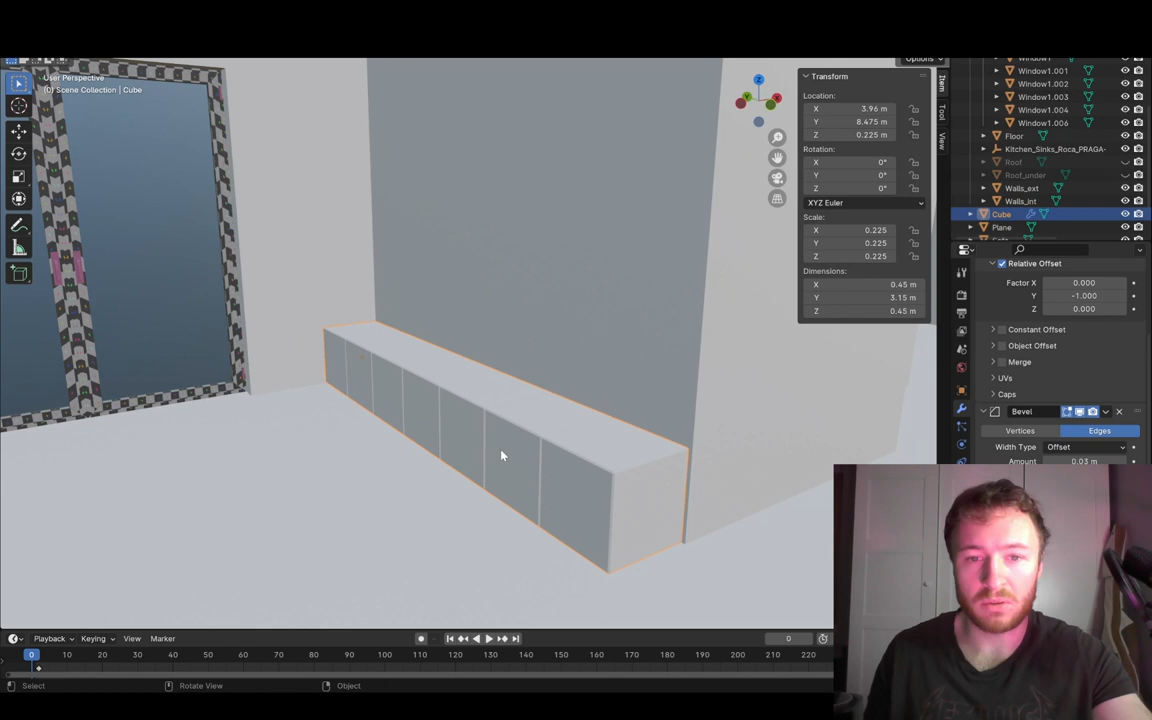 Options
User Perspective
(0) Scene Collection | Cube
Transform
Location:
X 3.96 m
Y 8.475 m
Z 0.225 m
Rotation:
X 0°
Y 0°
Z 0°
XYZ Euler
Scale:
X 0.225
Y 0.225
Z 0.225
Dimensions:
X 0.45 m
Y 3.15 m
Z 0.45 m
Item
Tool
View
Window1.001
Window1.002
Window1.003
Window1.004
Window1.006
Floor
Kitchen_Sinks_Roca_PRAGA-
Roof
Roof_under
Walls_ext
Walls_int
Cube
Plane
Relative Offset
Factor X 0.000
Y -1.000
Z 0.000
Constant Offset
Object Offset
Merge
UVs
Caps
Bevel
Vertices Edges
Width Type Offset
Amount 0.03 m
Playback Keying View Marker 0
0 10 20 30 40 50 60 70 80 90 100 110 120 130 140 150 160 170 180 190 200 210 220
Select Rotate View Object